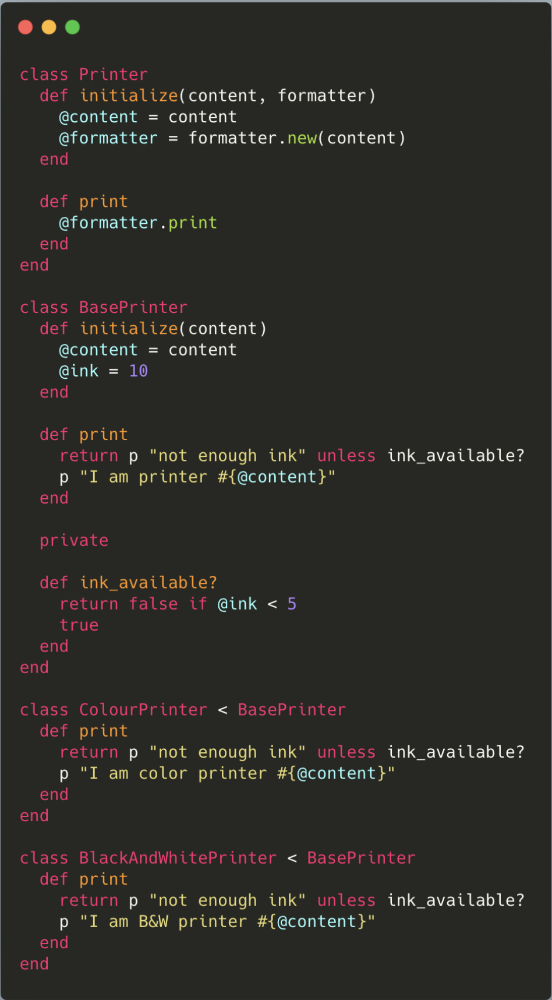 class Printer
  def initialize(content, formatter)
    @content = content
    @formatter = formatter.new(content)
  end

  def print
    @formatter.print
  end
end

class BasePrinter
  def initialize(content)
    @content = content
    @ink = 10
  end

  def print
    return p "not enough ink" unless ink_available?
    p "I am printer #{@content}"
  end

  private

  def ink_available?
    return false if @ink < 5
    true
  end
end

class ColourPrinter < BasePrinter
  def print
    return p "not enough ink" unless ink_available?
    p "I am color printer #{@content}"
  end
end

class BlackAndWhitePrinter < BasePrinter
  def print
    return p "not enough ink" unless ink_available?
    p "I am B&W printer #{@content}"
  end
end